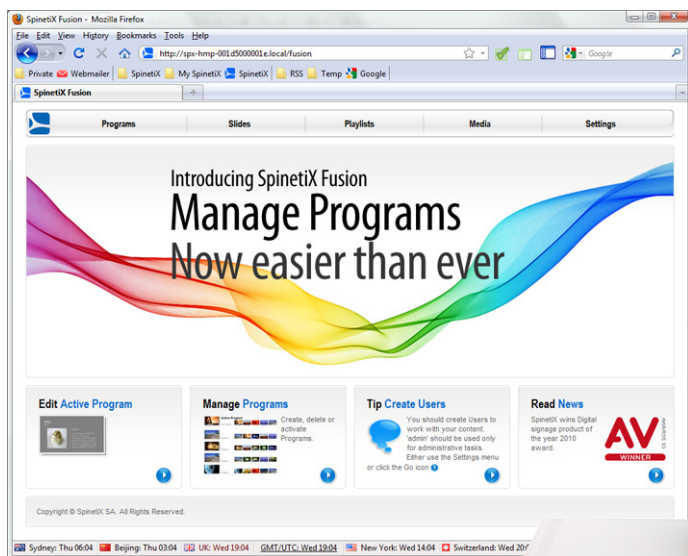 SpinetiX Fusion - Mozilla Firefox
File Edit View History Bookmarks Tools Help
http://spx-hmp-001d5000001e.local/fusion
Google
Private Webmailer SpinetiX My SpinetiX SpinetiX RSS Temp Google
SpinetiX Fusion
Programs Slides Playlists Media Settings
Introducing SpinetiX Fusion
Manage Programs
Now easier than ever
Edit Active Program
Manage Programs
Create, delete or
activate
Programs.
Tip Create Users
You should create Users to
work with your content.
'admin' should be used only
for administrative tasks.
Either use the Settings menu
or click the Go icon
Read News
SpinetiX wins Digital
signage product of
the year 2010
award.
AV
WINNER
Copyright © SpinetiX SA. All Rights Reserved.
Sydney: Thu 06:04 Beijing: Thu 03:04 UK: Wed 19:04 GMT/UTC: Wed 19:04 New York: Wed 14:04 Switzerland: Wed